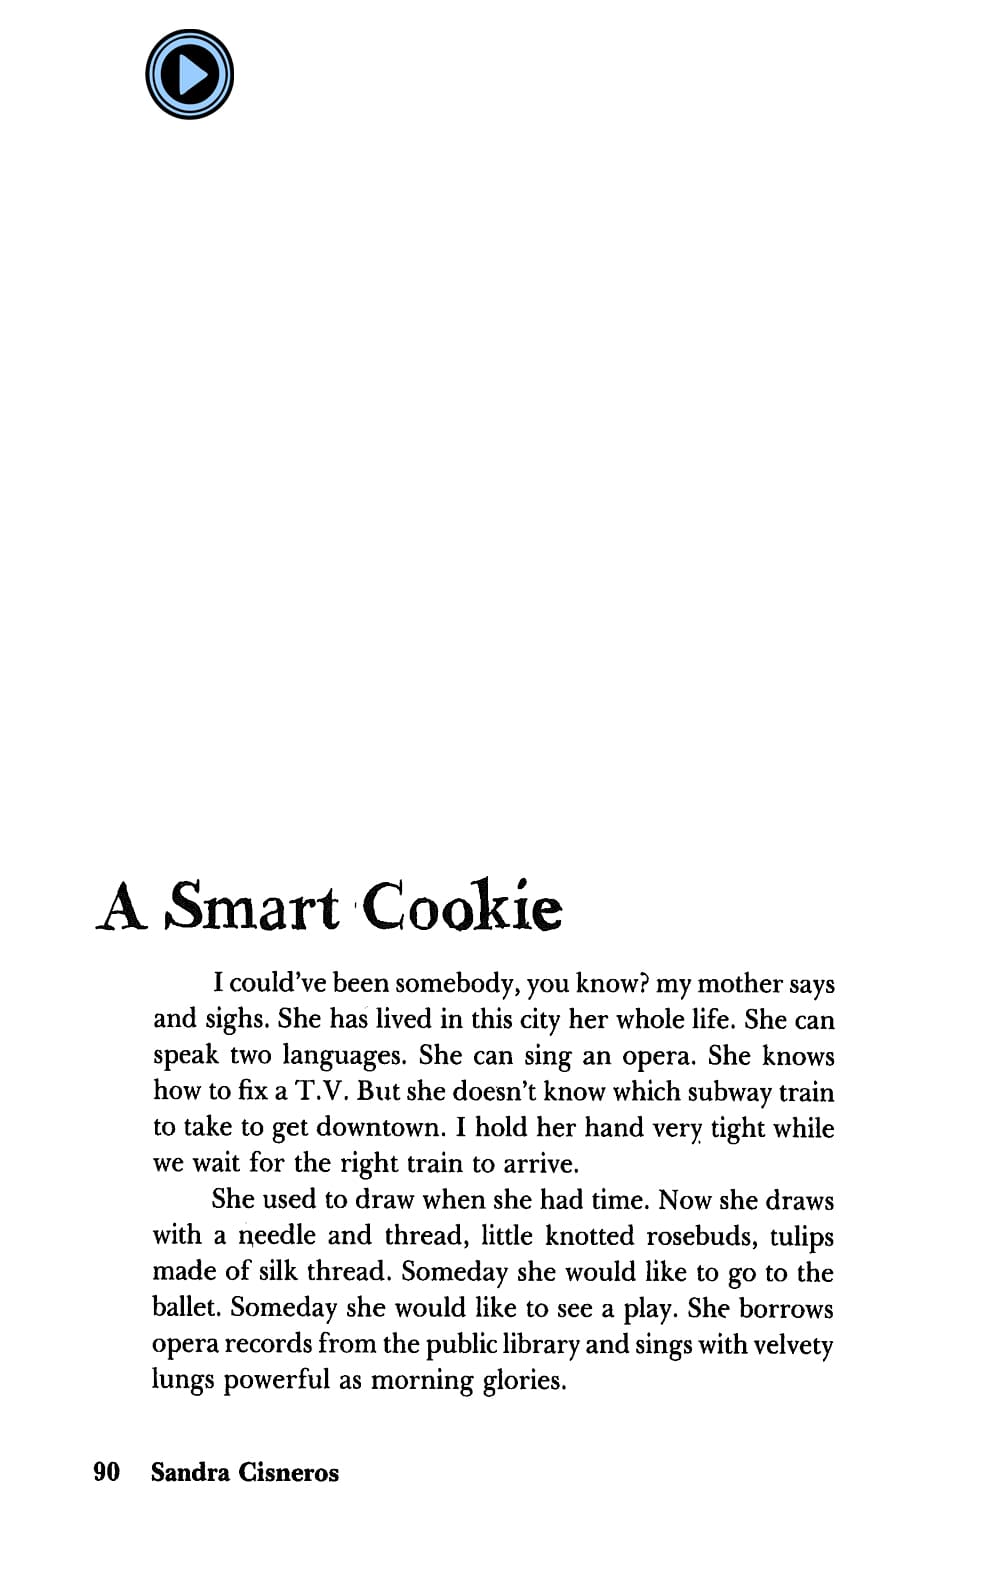 A Smart Cookie
I could've been somebody, you know? my mother says
and sighs. She has lived in this city her whole life. She can
speak two languages. She can sing an opera. She knows
how to fix a T.V. But she doesn't know which subway train
to take to get downtown. I hold her hand very tight while
we wait for the right train to arrive.
She used to draw when she had time. Now she draws
with a needle and thread, little knotted rosebuds, tulips
made of silk thread. Someday she would like to go to the
ballet. Someday she would like to see a play. She borrows
opera records from the public library and sings with velvety
lungs powerful as morning glories.
90 Sandra Cisneros